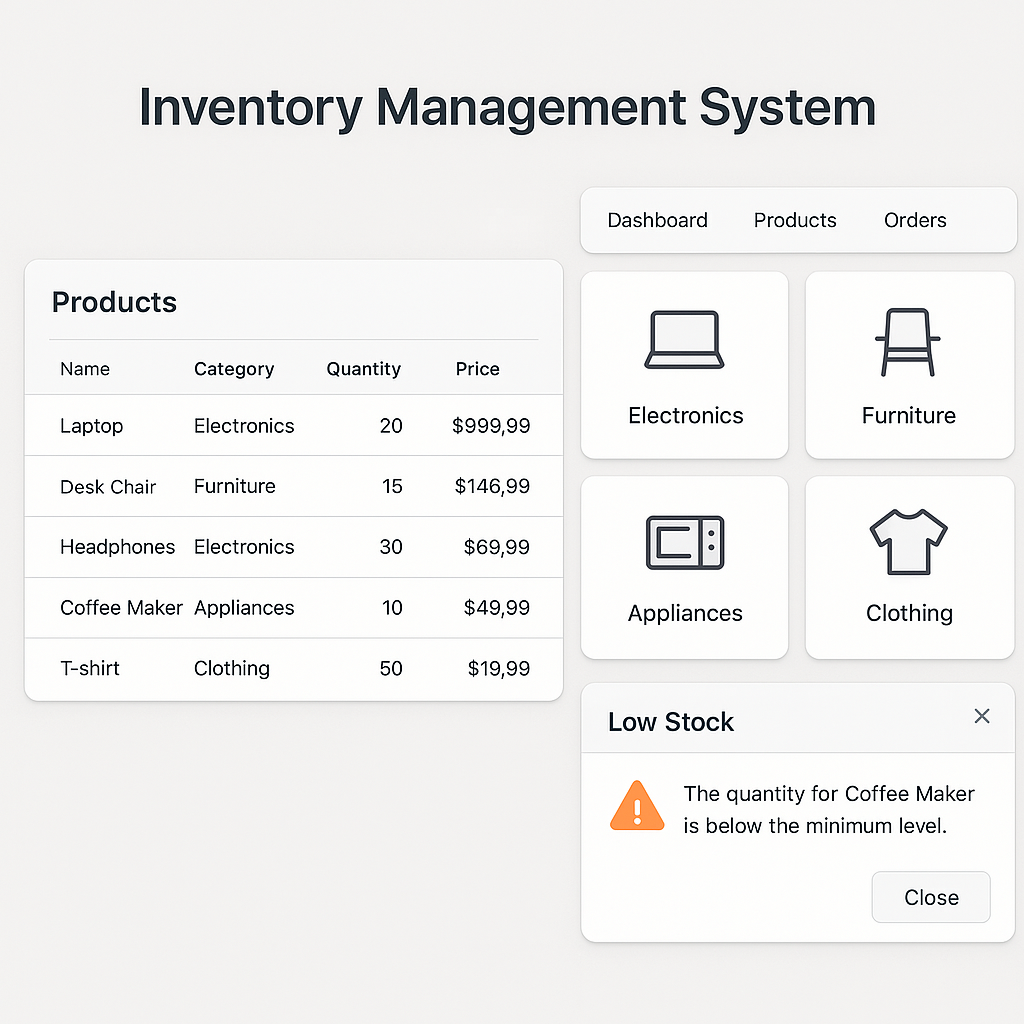 Inventory Management System
Dashboard Products Orders
Products
Name Category Quantity Price
Laptop Electronics 20 $999,99
Desk Chair Furniture 15 $146,99
Headphones Electronics 30 $69,99
Coffee Maker Appliances 10 $49,99
T-shirt Clothing 50 $19,99
Electronics
Furniture
Appliances
Clothing
Low Stock
The quantity for Coffee Maker
is below the minimum level.
Close